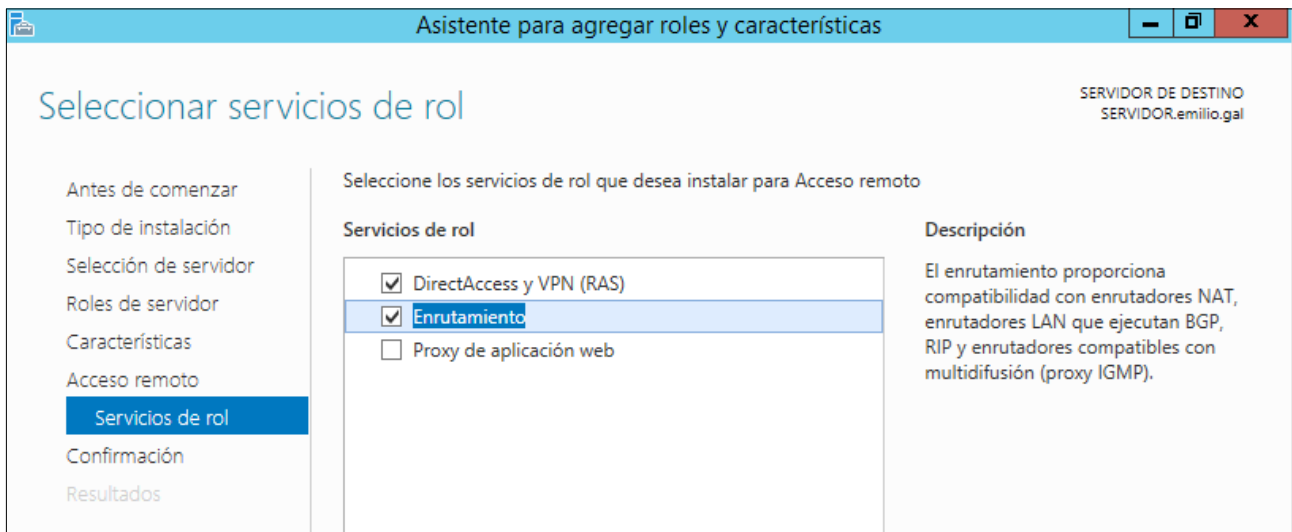 Asistente para agregar roles y características
Seleccionar servicios de rol
SERVIDOR DE DESTINO
SERVIDOR.emilio.gal
Antes de comenzar
Tipo de instalación
Selección de servidor
Roles de servidor
Características
Acceso remoto
Servicios de rol
Confirmación
Resultados
Seleccione los servicios de rol que desea instalar para Acceso remoto
Servicios de rol
DirectAccess y VPN (RAS)
Enrutamiento
Proxy de aplicación web
Descripción
El enrutamiento proporciona
compatibilidad con enrutadores NAT,
enrutadores LAN que ejecutan BGP,
RIP y enrutadores compatibles con
multidifusión (proxy IGMP).